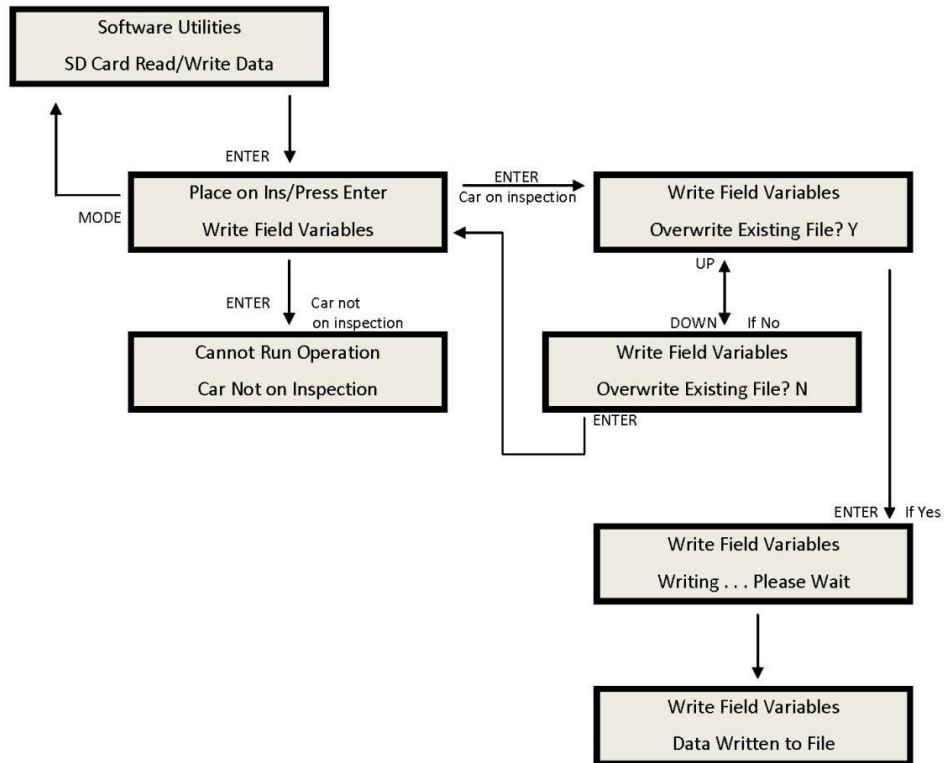 Software Utilities
SD Card Read/Write Data
ENTER
MODE
Place on Ins/Press Enter
Write Field Variables
ENTER
Car on inspection
Write Field Variables
Overwrite Existing File? Y
UP
ENTER
Car not
on inspection
DOWN
If No
Cannot Run Operation
Car Not on Inspection
Write Field Variables
Overwrite Existing File? N
ENTER
ENTER
If Yes
Write Field Variables
Writing . . . Please Wait
Write Field Variables
Data Written to File